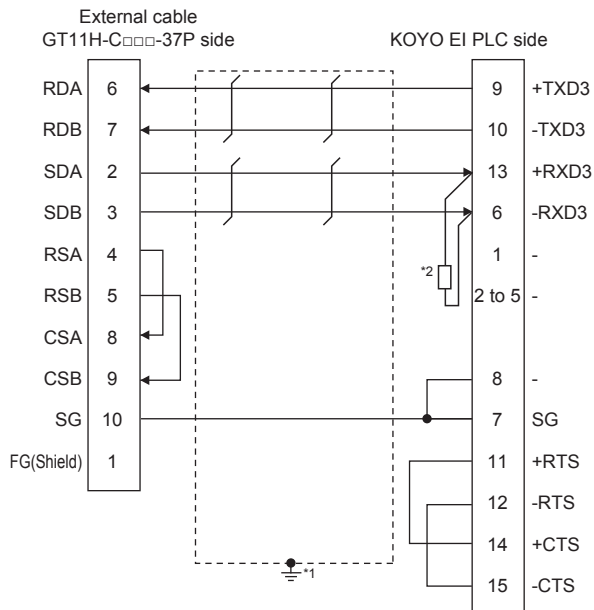 External cable
GT11H-C□□□-37P side
KOYO EI PLC side
RDA 6 9 +TXD3
RDB 7 10 -TXD3
SDA 2 13 +RXD3
SDB 3 6 -RXD3
RSA 4 1 -
*2
RSB 5 2 to 5 -
CSA 8
CSB 9 8 -
SG 10 7 SG
FG(Shield) 1 11 +RTS
12 -RTS
14 +CTS
*1
15 -CTS